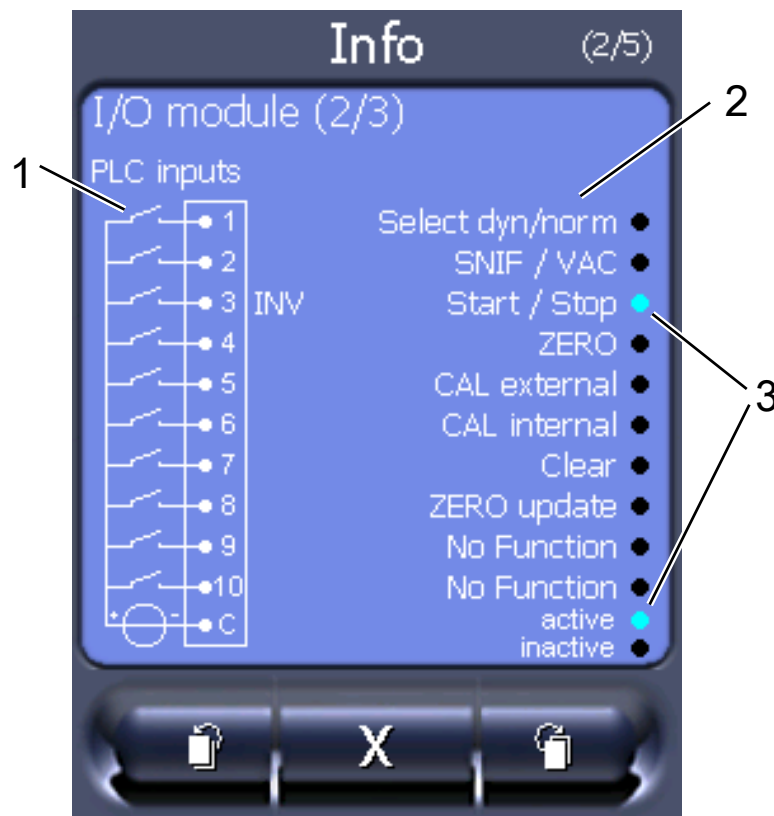 Info (2/5)
I/O module (2/3)
2
PLC inputs
1
1 Select dyn/norm
2 SNIF / VAC
3 INV Start / Stop
4 ZERO
3
5 CAL external
6 CAL internal
7 Clear
8 ZERO update
9 No Function
10 No Function
+ - C active
inactive
X